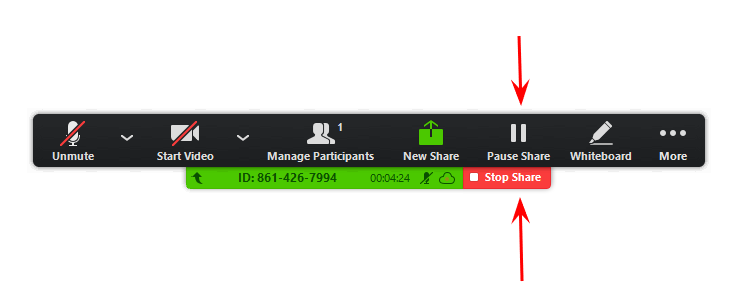 1
Unmute Start Video Manage Participants New Share Pause Share Whiteboard More
ID: 861-426-7994 00:04:24 Stop Share